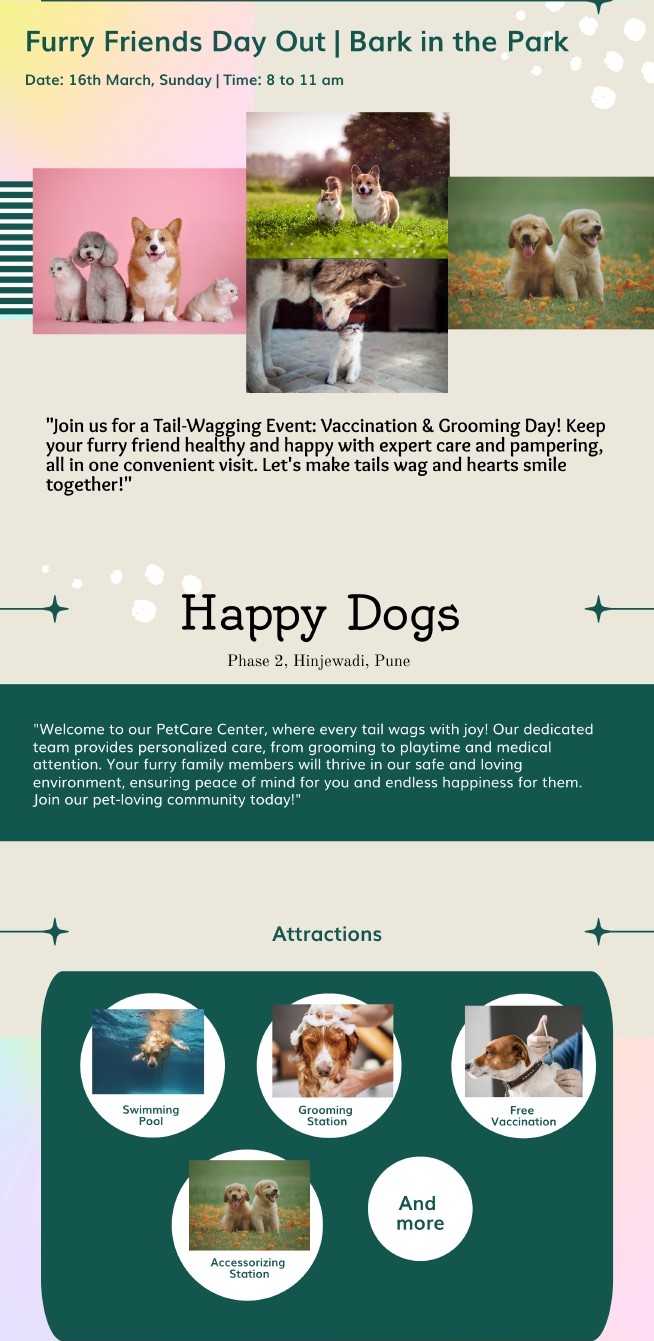 Furry Friends Day Out | Bark in the Park
Date: 16th March, Sunday | Time: 8 to 11 am
"Join us for a Tail-Wagging Event: Vaccination & Grooming Day! Keep
your furry friend healthy and happy with expert care and pampering,
all in one convenient visit. Let's make tails wag and hearts smile
together!"
Happy Dogs
Phase 2, Hinjewadi, Pune
"Welcome to our PetCare Center, where every tail wags with joy! Our dedicated
team provides personalized care, from grooming to playtime and medical
attention. Your furry family members will thrive in our safe and loving
environment, ensuring peace of mind for you and endless happiness for them.
Join our pet-loving community today!"
Attractions
Swimming
Pool
Grooming
Station
Free
Vaccination
Accessorizing
Station
And
more